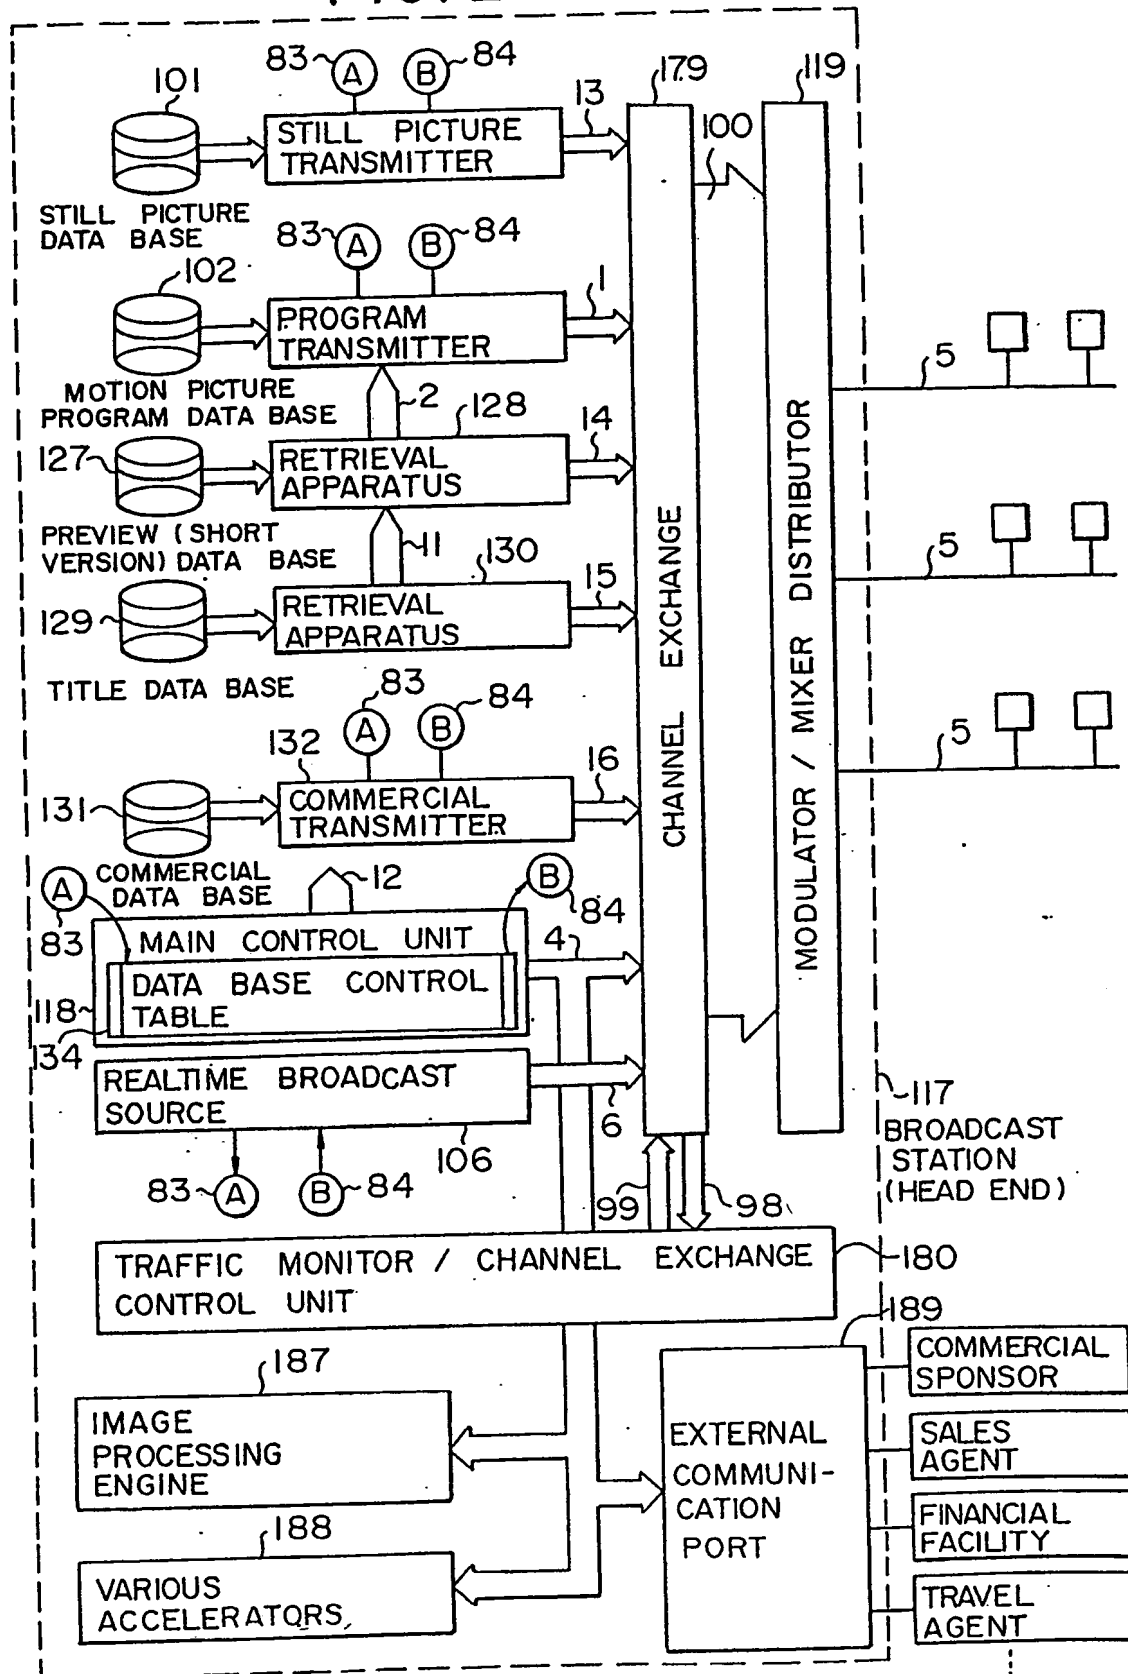 83 A B 84
101
13
179
119
100
STILL PICTURE
TRANSMITTER
STILL PICTURE
DATA BASE
83 A B 84
102
1
PROGRAM
TRANSMITTER
MOTION PICTURE
PROGRAM DATA BASE
2
128
14
5
127
RETRIEVAL
APPARATUS
PREVIEW (SHORT
VERSION) DATA BASE
11
130
15
5
129
RETRIEVAL
APPARATUS
TITLE DATA BASE
83
A
84
B
132
16
5
131
COMMERCIAL
TRANSMITTER
COMMERCIAL
DATA BASE
CHANNEL EXCHANGE
MODULATOR / MIXER DISTRIBUTOR
A
83
12
B
84
MAIN CONTROL UNIT
4
DATA BASE CONTROL
TABLE
118
134
REALTIME BROADCAST
SOURCE
6
106
117
BROADCAST
STATION
(HEAD END)
83 A B 84
99
98
TRAFFIC MONITOR / CHANNEL EXCHANGE
CONTROL UNIT
180
189
187
IMAGE
PROCESSING
ENGINE
188
VARIOUS
ACCELERATORS
EXTERNAL
COMMUNI-
CATION
PORT
COMMERCIAL
SPONSOR
SALES
AGENT
FINANCIAL
FACILITY
TRAVEL
AGENT